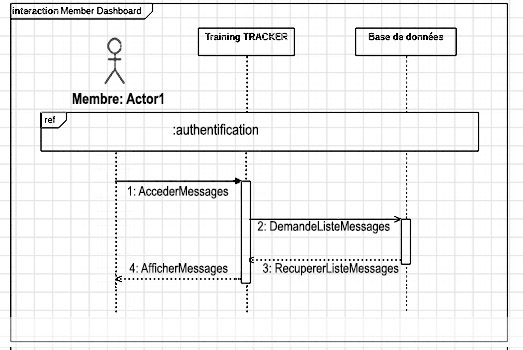 interaction Member Dashboard
Training TRACKER
Base de données
Membre: Actor1
ref
:authentification
1: AccederMessages
2: DemandeListeMessages
3: RecupererListeMessages
4: AfficherMessages